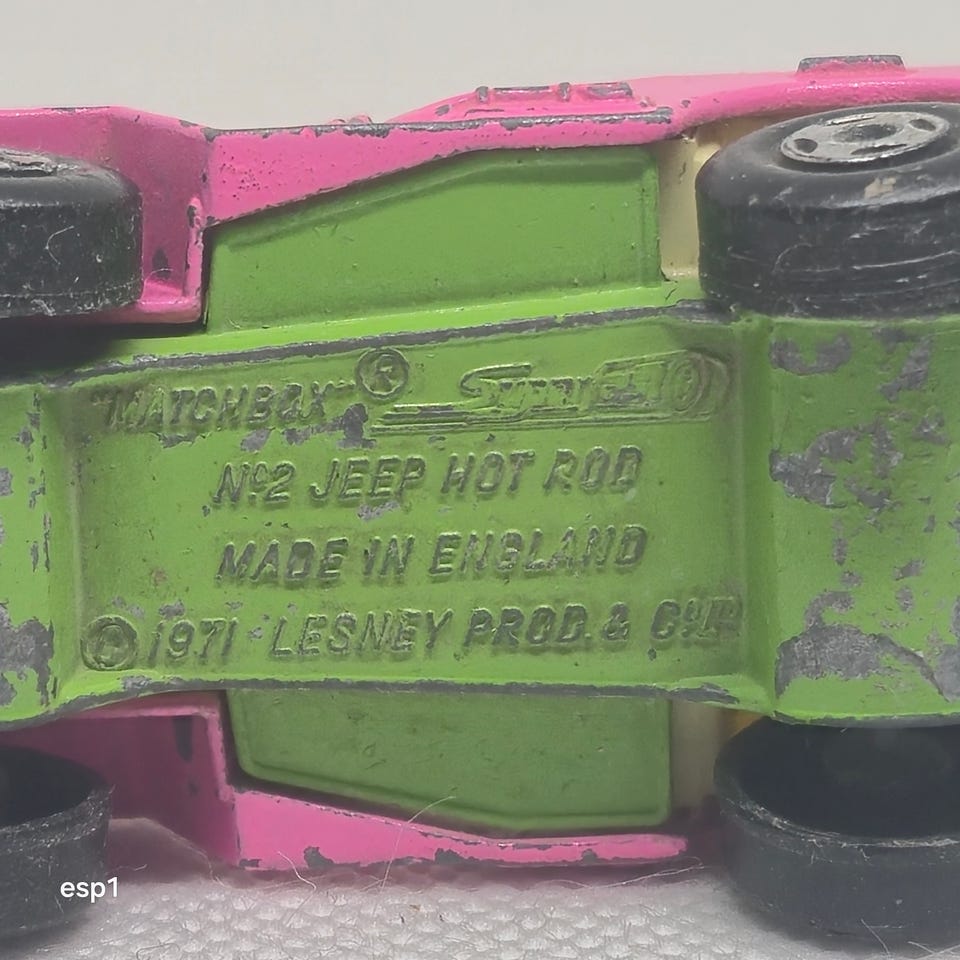 "MATCHBOX" ® Superfast
Nº2 JEEP HOT ROD
MADE IN ENGLAND
© 1971 LESNEY PROD. & Cº LTD
esp1